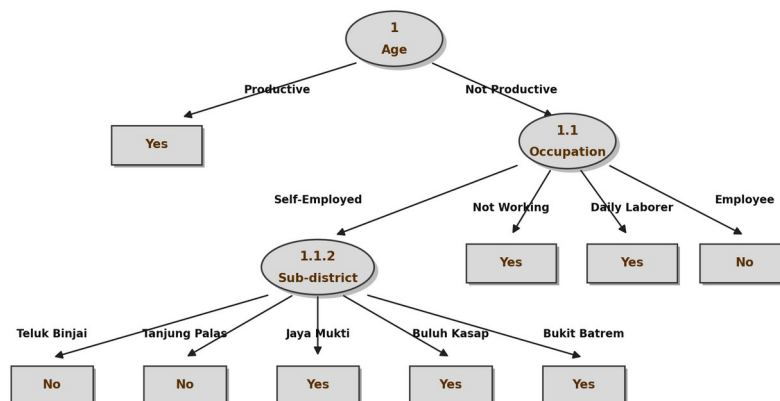 1
Age
Productive
Not Productive
Yes
1.1
Occupation
Self-Employed
Not Working
Daily Laborer
Employee
1.1.2
Sub-district
Yes
Yes
No
Teluk Binjai
Tanjung Palas
Jaya Mukti
Buluh Kasap
Bukit Batrem
No
No
Yes
Yes
Yes